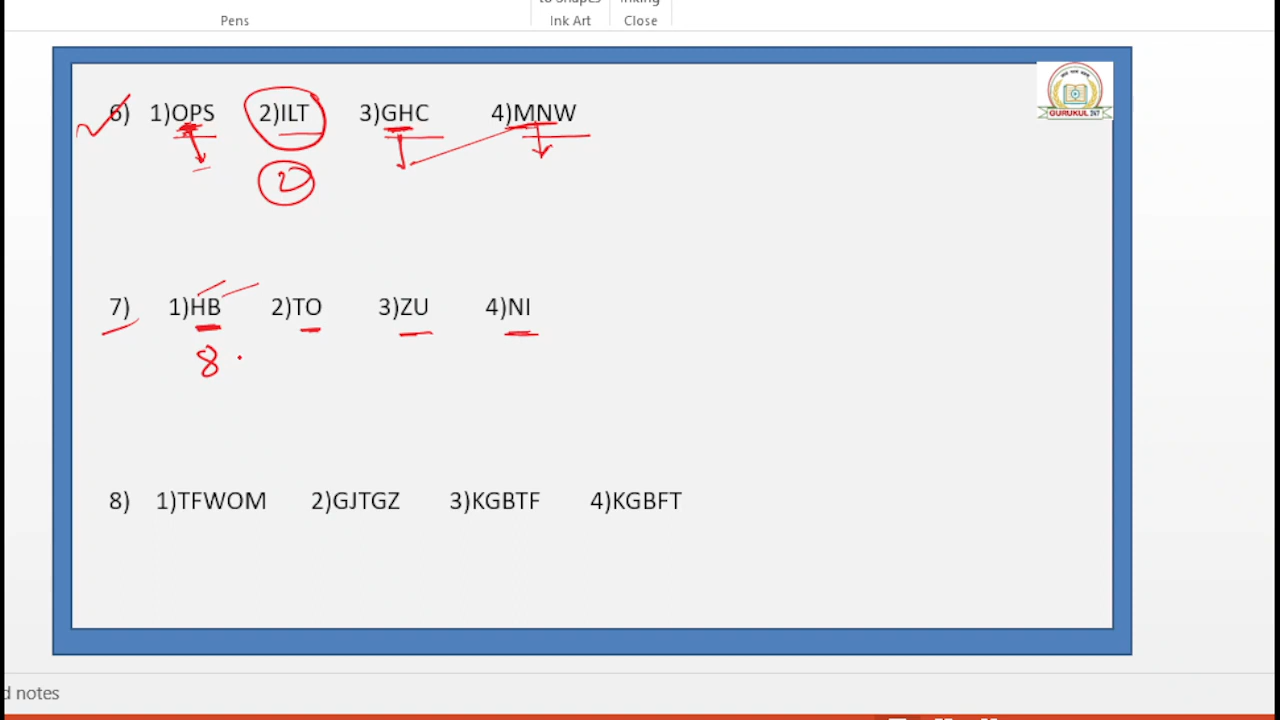 Pens
Ink Art
Close
6) 1)OPS 2)ILT 3)GHC 4)MNW
2
GURUKUL
7) 1)HB 2)TO 3)ZU 4)NI
8
8) 1)TFWOM 2)GJTGZ 3)KGBTF 4)KGBFT
notes